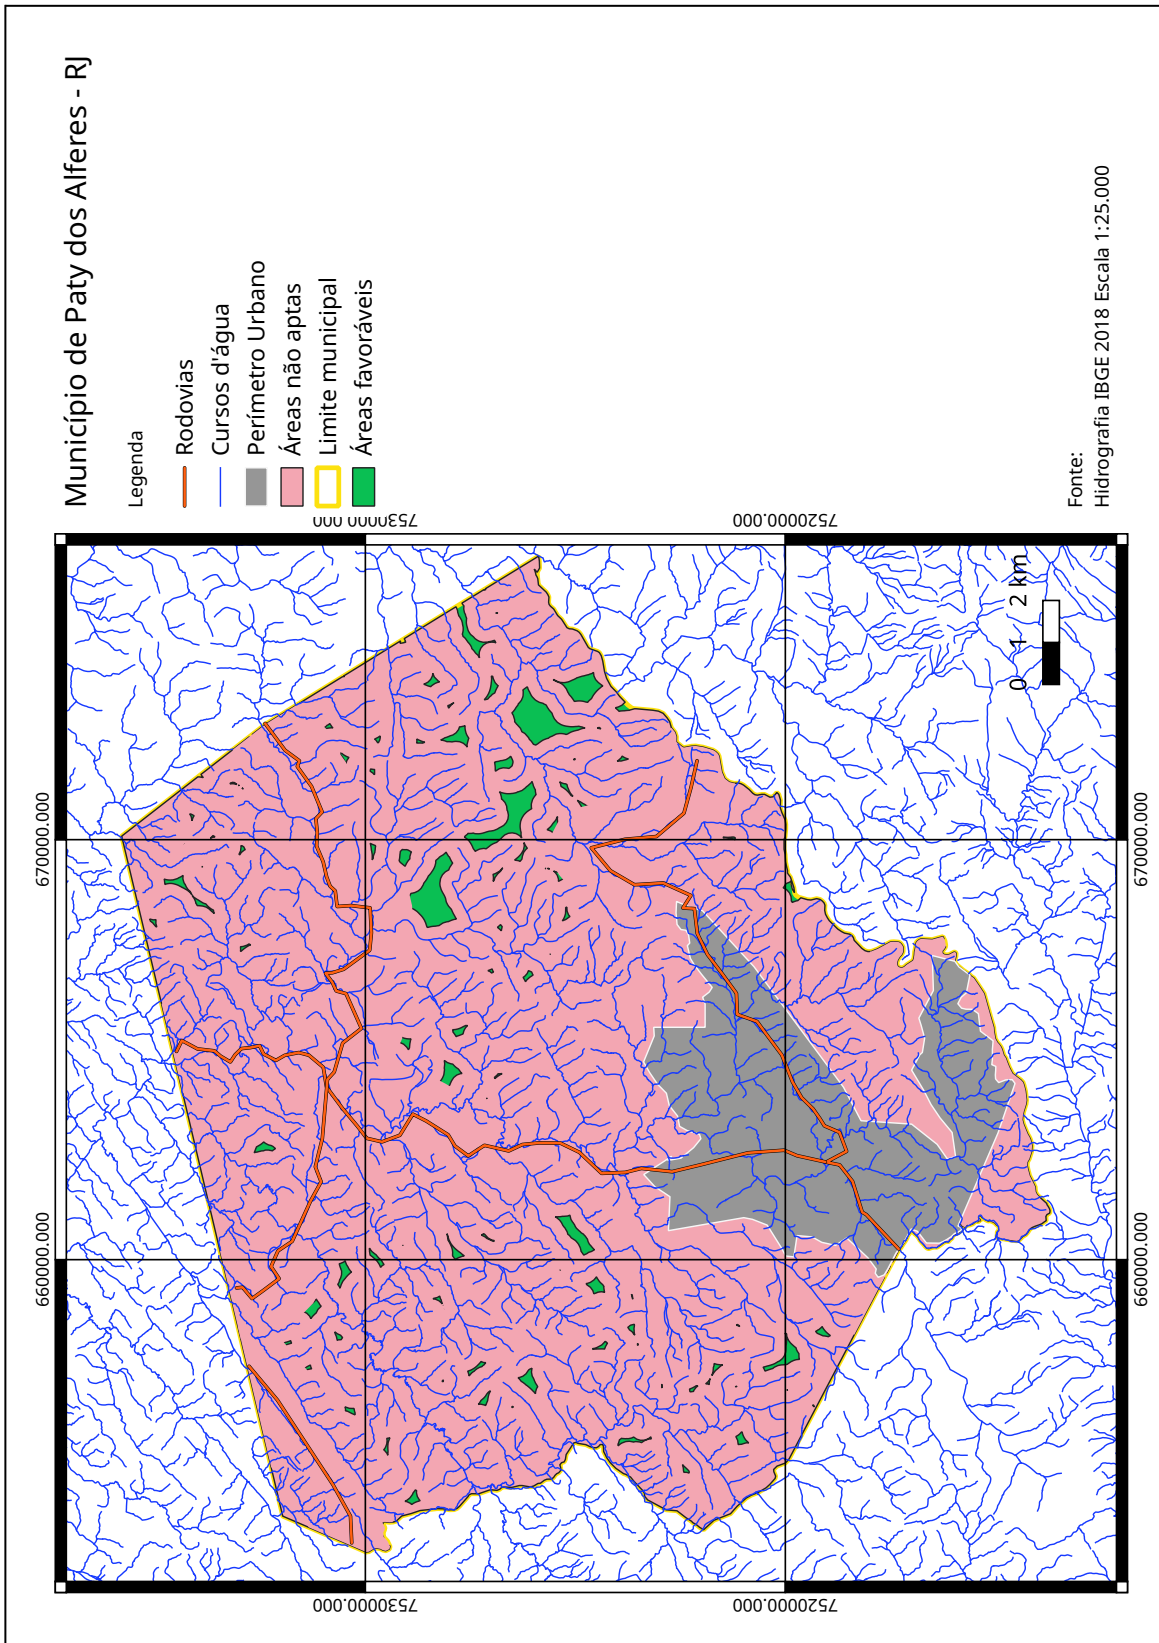 Município de Paty dos Alferes - RJ
Legenda
Rodovias
Cursos d'água
Perímetro Urbano
Áreas não aptas
Limite municipal
Áreas favoráveis
660000.000
670000.000
7530000.000
7530000.000
7520000.000
7520000.000
0 1 2 km
660000.000
670000.000
Fonte:
Hidrografia IBGE 2018 Escala 1:25.000